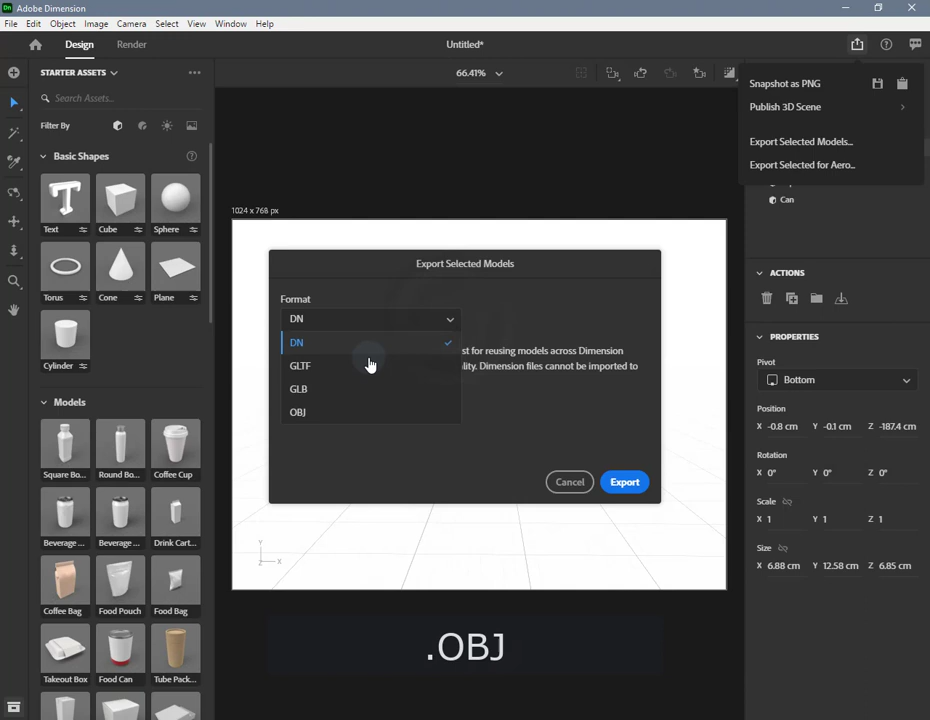 Dn Adobe Dimension
File Edit Object Image Camera Select View Window Help
Design Render Untitled*
STARTER ASSETS
66.41%
Search Assets...
Filter By
Basic Shapes
Text Cube Sphere
Torus Cone Plane
Cylinder
Models
Square Bo... Round Bo... Coffee Cup
Beverage ... Beverage ... Drink Cart...
Coffee Bag Food Pouch Food Bag
Takeout Box Food Can Tube Pack...
1024 x 768 px
Export Selected Models
Format
DN
DN
GLTF
GLB
OBJ
st for reusing models across Dimension
lity. Dimension files cannot be imported to
Cancel Export
Y
Z X
.OBJ
Snapshot as PNG
Publish 3D Scene
Export Selected Models...
Export Selected for Aero...
Can
ACTIONS
PROPERTIES
Pivot
Bottom
Position
X -0.8 cm Y -0.1 cm Z -187.4 cm
Rotation
X 0° Y 0° Z 0°
Scale
X 1 Y 1 Z 1
Size
X 6.88 cm Y 12.58 cm Z 6.85 cm